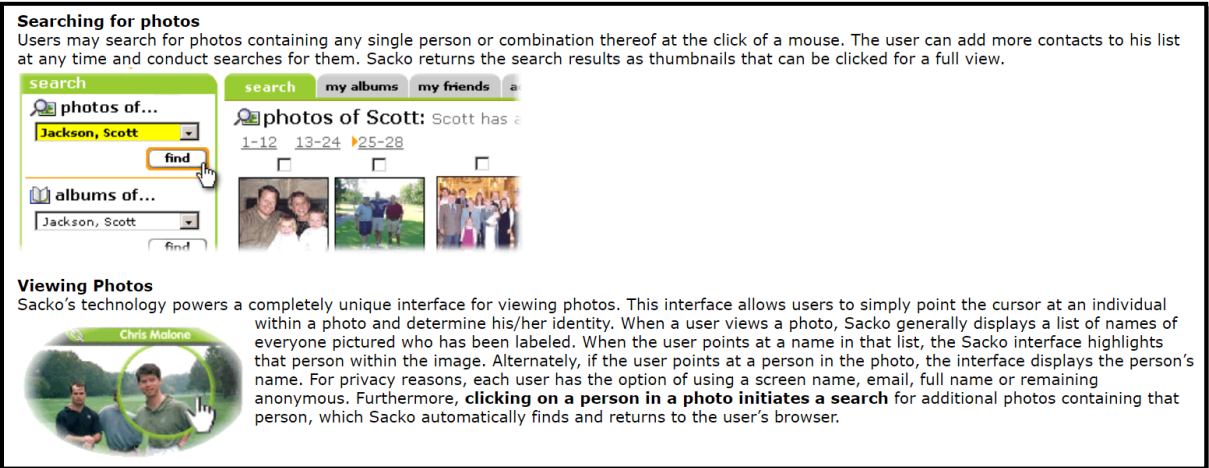 Searching for photos
Users may search for photos containing any single person or combination thereof at the click of a mouse. The user can add more contacts to his list
at any time and conduct searches for them. Sacko returns the search results as thumbnails that can be clicked for a full view.
search
photos of...
Jackson, Scott
find
albums of...
Jackson, Scott
find
search my albums my friends
photos of Scott: Scott has
1-12 13-24 25-28
Viewing Photos
Sacko’s technology powers a completely unique interface for viewing photos. This interface allows users to simply point the cursor at an individual
within a photo and determine his/her identity. When a user views a photo, Sacko generally displays a list of names of
everyone pictured who has been labeled. When the user points at a name in that list, the Sacko interface highlights
that person within the image. Alternately, if the user points at a person in the photo, the interface displays the person’s
name. For privacy reasons, each user has the option of using a screen name, email, full name or remaining
anonymous. Furthermore, clicking on a person in a photo initiates a search for additional photos containing that
person, which Sacko automatically finds and returns to the user’s browser.
Chris Malone